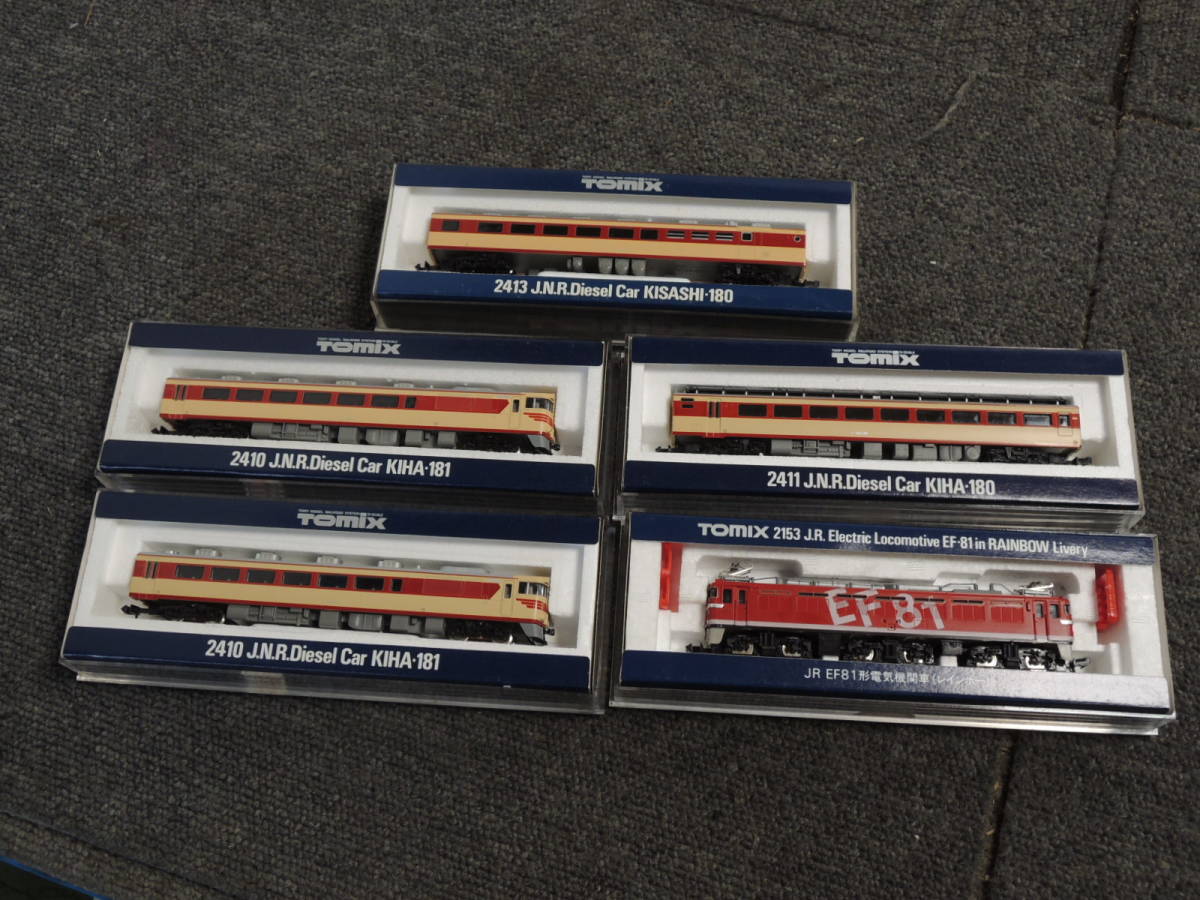 TOMIX
2413 J.N.R.Diesel Car KISASHI-180
TOMIX
2410 J.N.R.Diesel Car KIHA-181
TOMIX
2411 J.N.R.Diesel Car KIHA-180
TOMIX
2410 J.N.R.Diesel Car KIHA-181
TOMIX 2153 J.R. Electric Locomotive EF-81 in RAINBOW Livery
EF81
JR EF81形電気機関車